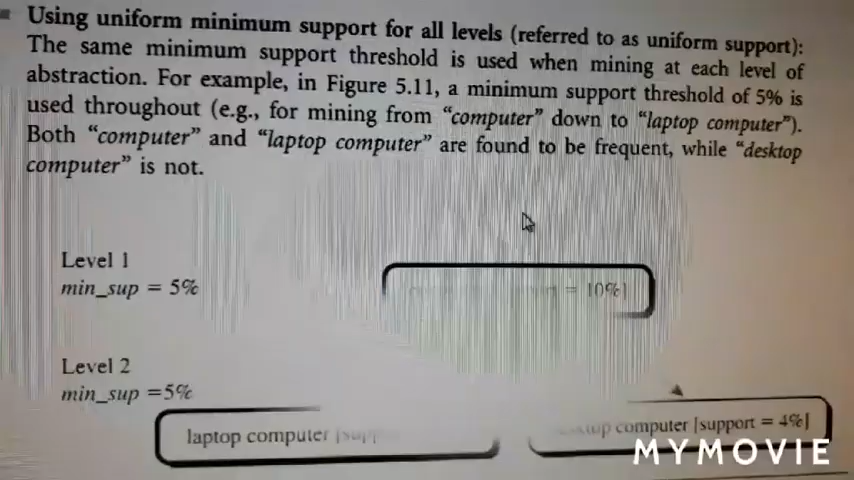 Using uniform minimum support for all levels (referred to as uniform support):
The same minimum support threshold is used when mining at each level of
abstraction. For example, in Figure 5.11, a minimum support threshold of 5% is
used throughout (e.g., for mining from “computer” down to “laptop computer”).
Both “computer” and “laptop computer” are found to be frequent, while “desktop
computer” is not.
Level 1
min_sup = 5%
= 10%]
Level 2
min_sup =5%
laptop computer
computer [support = 4%]
MYMOVIE